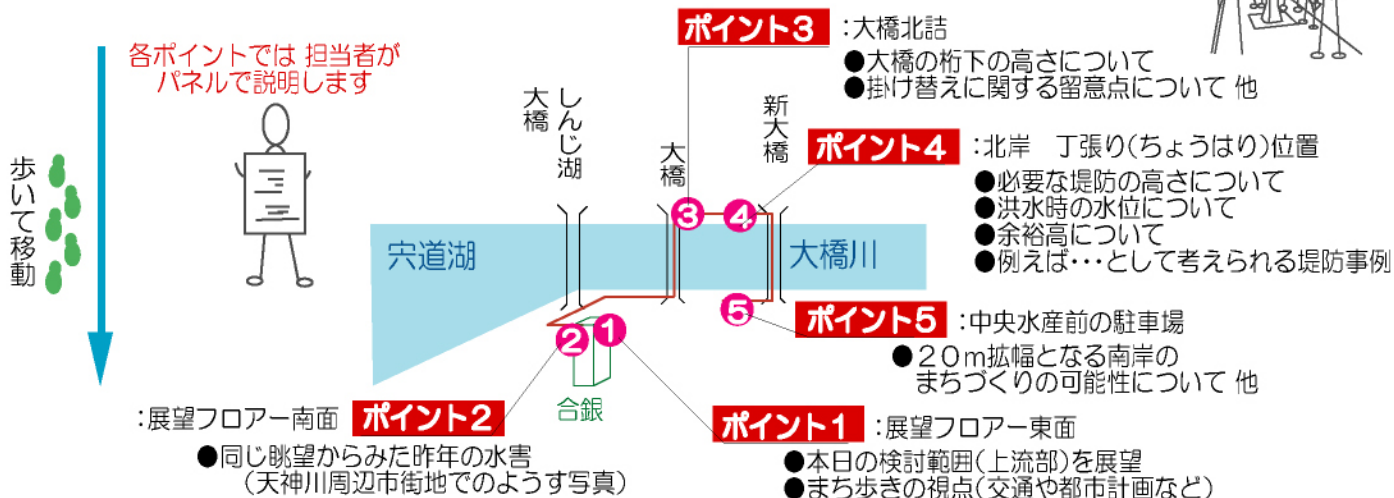 ポイント3 :大橋北詰
●大橋の桁下の高さについて
●掛け替えに関する留意点について 他
各ポイントでは 担当者が
パネルで説明します
歩いて移動
しんじ湖
大橋
大橋
新大橋
ポイント4 :北岸 丁張り(ちょうはり)位置
●必要な堤防の高さについて
●洪水時の水位について
●余裕高について
●例えば・・・として考えられる堤防事例
3
4
宍道湖
大橋川
5
2
1
合銀
ポイント5 :中央水産前の駐車場
●20m拡幅となる南岸の
まちづくりの可能性について 他
:展望フロアー南面 ポイント2
●同じ眺望からみた昨年の水害
(天神川周辺市街地でのようす写真)
ポイント1 :展望フロアー東面
●本日の検討範囲(上流部)を展望
●まち歩きの視点(交通や都市計画など)